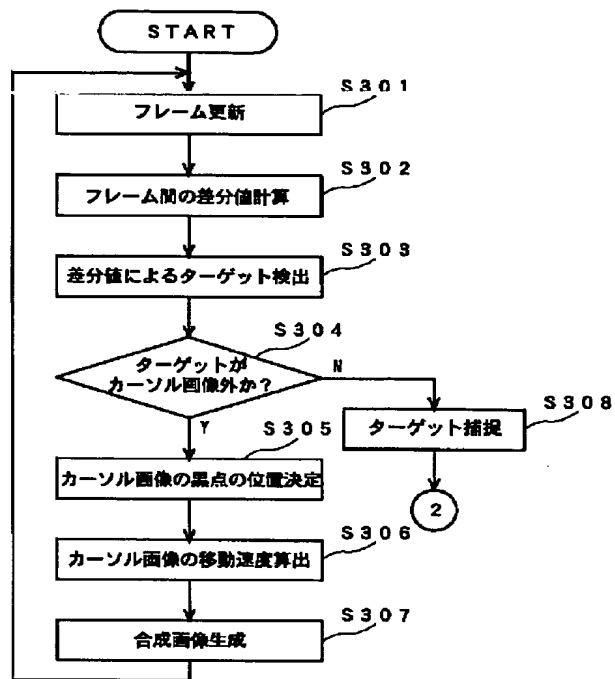 START
S301
フレーム更新
S302
フレーム間の差分値計算
S303
差分値によるターゲット検出
S304
ターゲットが
カーソル画像外か？
N
Y
S308
ターゲット捕捉
2
S305
カーソル画像の黒点の位置決定
S306
カーソル画像の移動速度算出
S307
合成画像生成